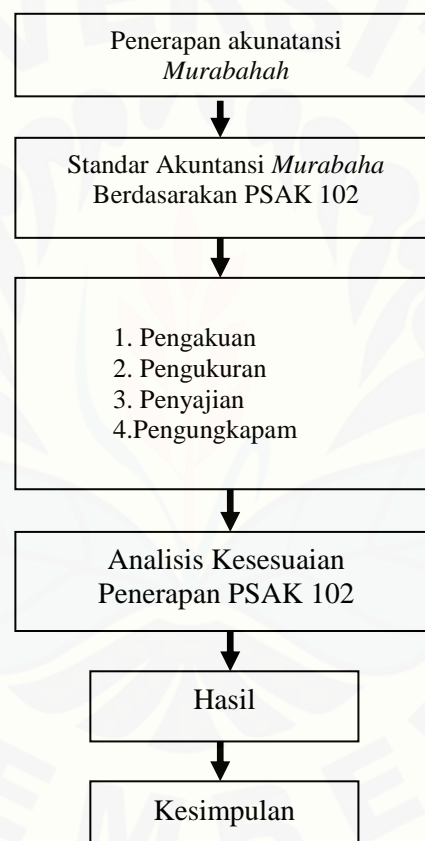 Penerapan akunatansi
Murabahah
Standar Akuntansi Murabaha
Berdasarakan PSAK 102
1. Pengakuan
2. Pengukuran
3. Penyajian
4.Pengungkapam
Analisis Kesesuaian
Penerapan PSAK 102
Hasil
Kesimpulan